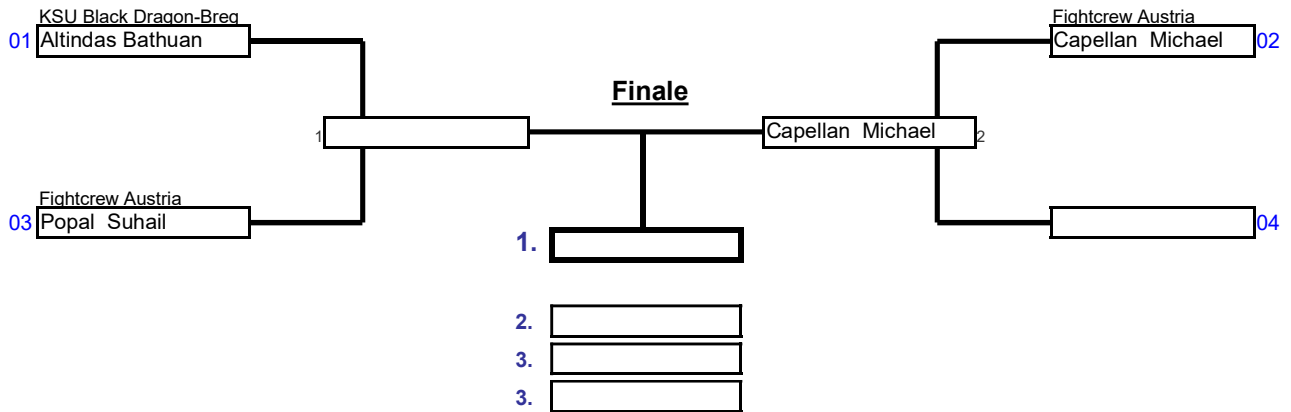 KSU Black Dragon-Breg
Fightcrew Austria
01 Altindas Bathuan
Capellan Michael 02
Finale
1
Capellan Michael 2
Fightcrew Austria
03 Popal Suhail
04
1.
2.
3.
3.